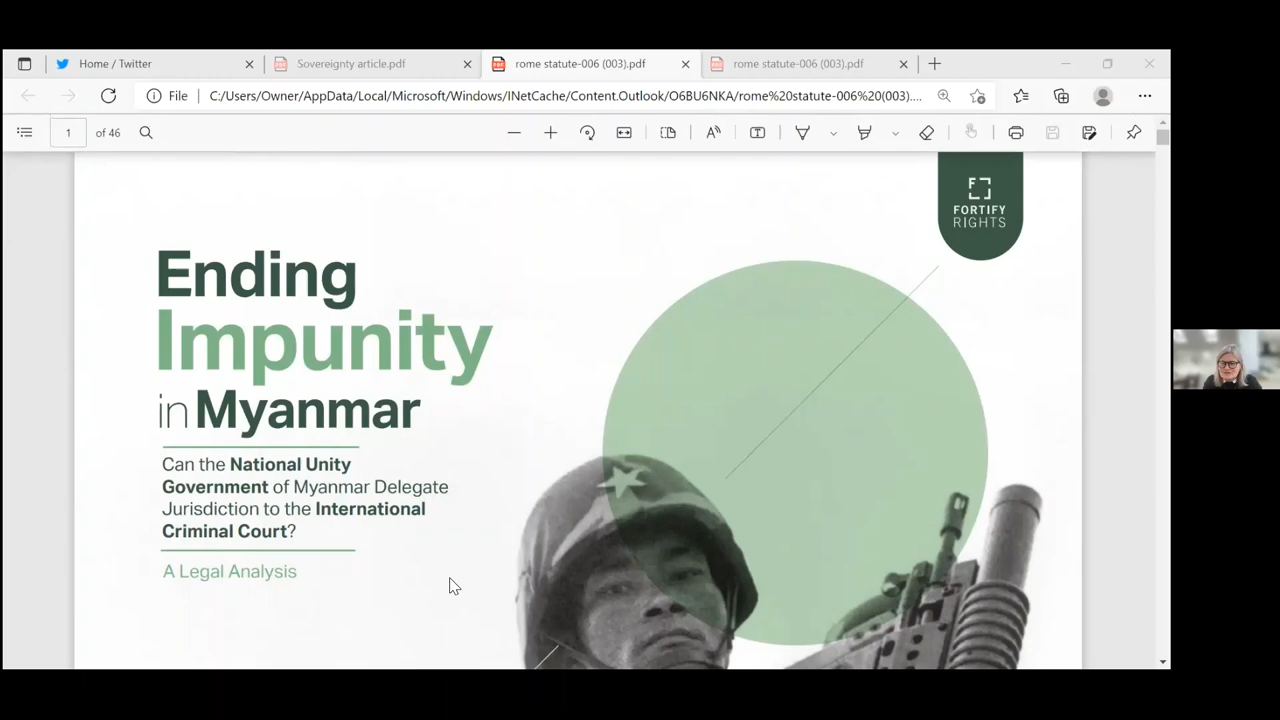 Home / Twitter
Sovereignty article.pdf
rome statute-006 (003).pdf
rome statute-006 (003).pdf
File
C:/Users/Owner/AppData/Local/Microsoft/Windows/INetCache/Content.Outlook/O6BU6NKA/rome%20statute-006%20(003)....
1 of 46
FORTIFY
RIGHTS
Ending
Impunity
in Myanmar
Can the National Unity
Government of Myanmar Delegate
Jurisdiction to the International
Criminal Court?
A Legal Analysis